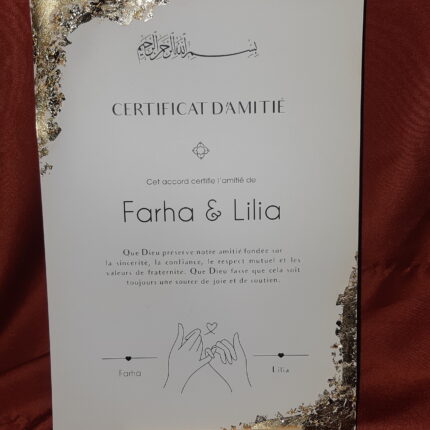 بسم الله الرحمن الرحيم
CERTIFICAT D'AMITIÉ
Cet accord certifie l'amitié de
Farha & Lilia
Que Dieu préserve notre amitié fondée sur
la sincérité, la confiance, le respect mutuel et les
valeurs de fraternité. Que Dieu fasse que cela soit
toujours une source de joie et de soutien.
Farha
Lilia